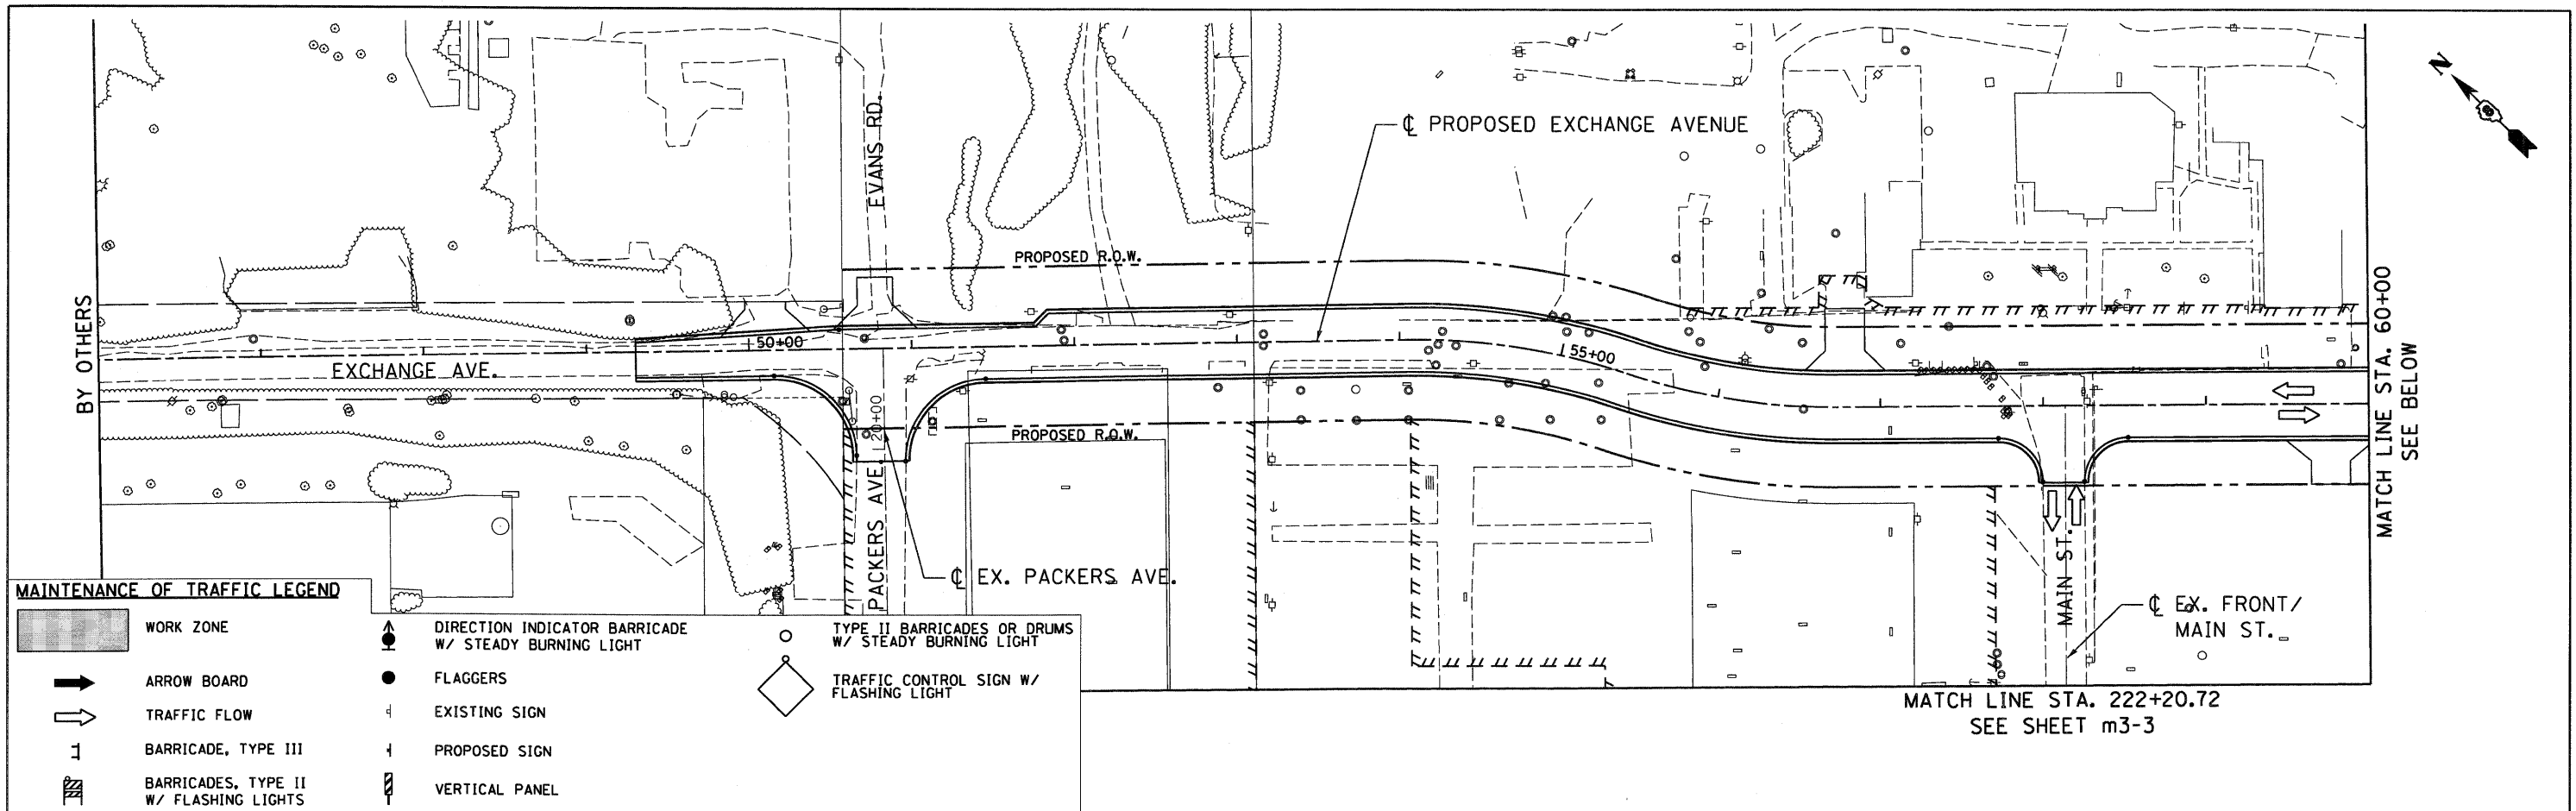 N
EVANS RD.
℄ PROPOSED EXCHANGE AVENUE
PROPOSED R.O.W.
BY OTHERS
50+00
EXCHANGE AVE.
55+00
MATCH LINE STA. 60+00
SEE BELOW
20+00
PROPOSED R.O.W.
PACKERS AVE.
℄ EX. PACKERS AVE.
MAIN ST.
℄ EX. FRONT/
MAIN ST.
MATCH LINE STA. 222+20.72
SEE SHEET m3-3
MAINTENANCE OF TRAFFIC LEGEND
WORK ZONE
ARROW BOARD
TRAFFIC FLOW
BARRICADE, TYPE III
BARRICADES, TYPE II
W/ FLASHING LIGHTS
DIRECTION INDICATOR BARRICADE
W/ STEADY BURNING LIGHT
FLAGGERS
EXISTING SIGN
PROPOSED SIGN
VERTICAL PANEL
TYPE II BARRICADES OR DRUMS
W/ STEADY BURNING LIGHT
TRAFFIC CONTROL SIGN W/
FLASHING LIGHT